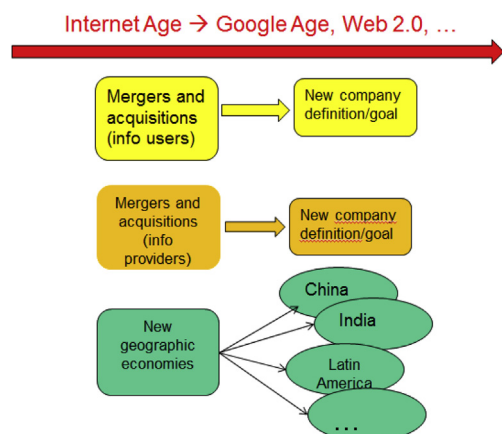 Internet Age → Google Age, Web 2.0, ...
Mergers and
acquisitions
(info users)
New company
definition/goal
Mergers and
acquisitions
(info
providers)
New company
definition/goal
New
geographic
economies
China
India
Latin
America
...